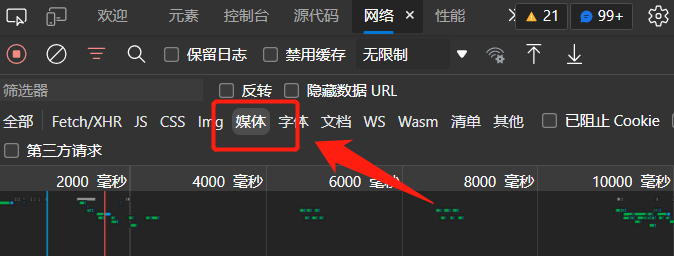 欢迎 元素 控制台 源代码 网络 性能 21 99+
保留日志 禁用缓存 无限制
筛选器 反转 隐藏数据 URL
全部 Fetch/XHR JS CSS Img 媒体 字体 文档 WS Wasm 清单 其他 已阻止 Cookie
第三方请求
2000 毫秒 4000 毫秒 6000 毫秒 8000 毫秒 10000 毫秒